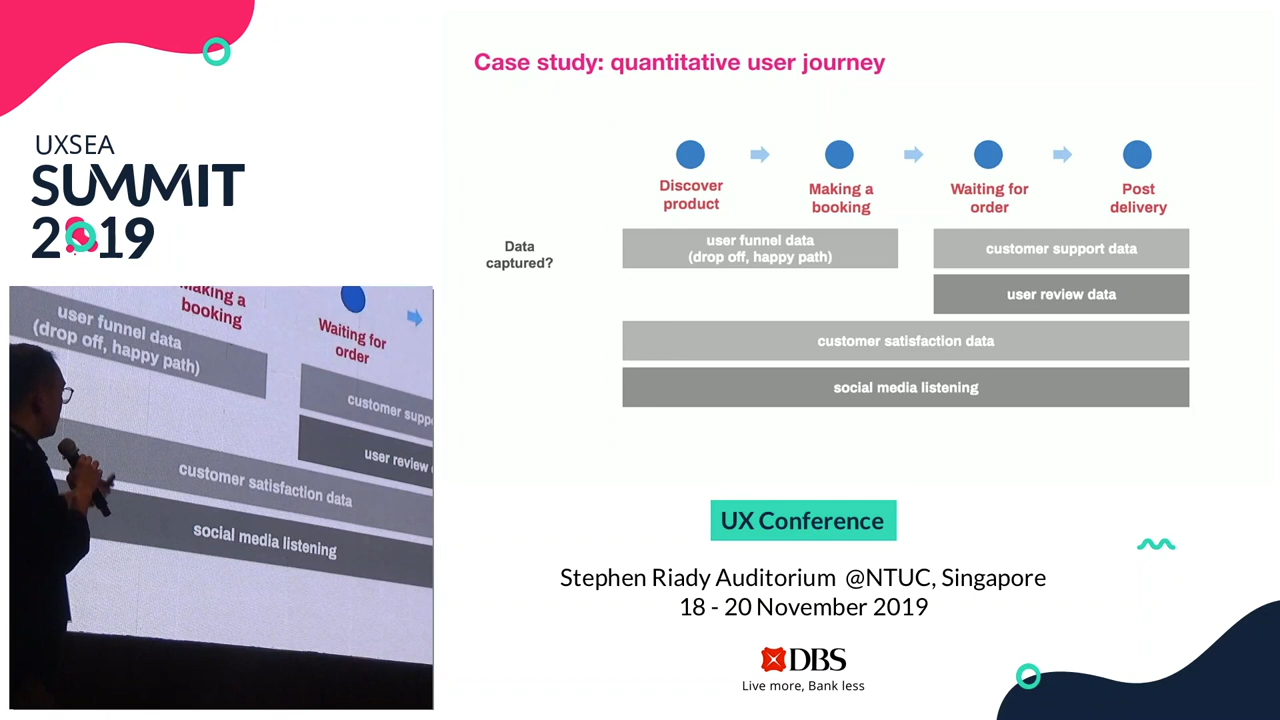 UXSEA
SUMMIT
2019
Case study: quantitative user journey
Discover
product
Making a
booking
Waiting for
order
Post
delivery
Data
captured?
user funnel data
(drop off, happy path)
customer support data
user review data
customer satisfaction data
social media listening
Making a
booking
Waiting for
order
user funnel data
(drop off, happy path)
customer supp
user review
customer satisfaction data
social media listening
UX Conference
Stephen Riady Auditorium @NTUC, Singapore
18 - 20 November 2019
DBS
Live more, Bank less